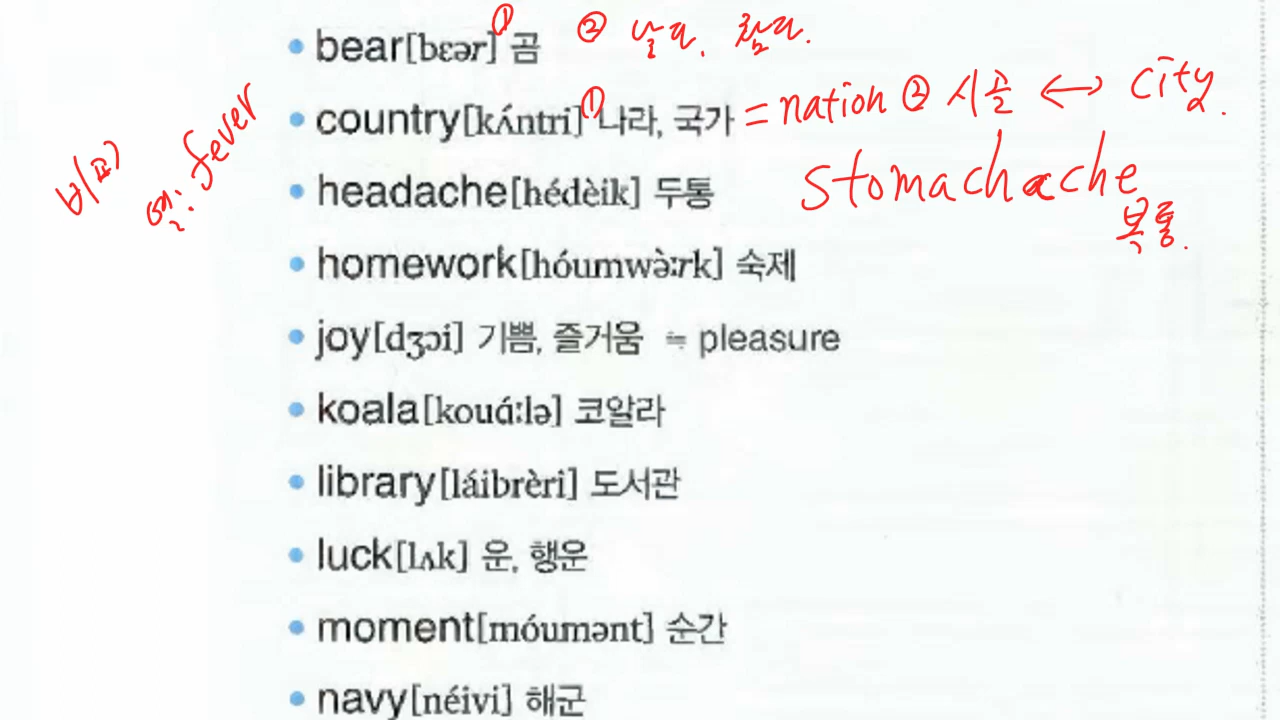 • bear[bɛər] ① 곰 ② 낳다. 참다.
• country[kʌ́ntri] ① 나라, 국가 = nation ② 시골 ↔ city.
열: fever
• headache[hédèik] 두통 stomachache
복통.
• homework[hóumwə̀ːrk] 숙제
• joy[dʒɔi] 기쁨, 즐거움 ≒ pleasure
• koala[kouáːlə] 코알라
• library[láibrèri] 도서관
• luck[lʌk] 운, 행운
• moment[móumənt] 순간
• navy[néivi] 해군